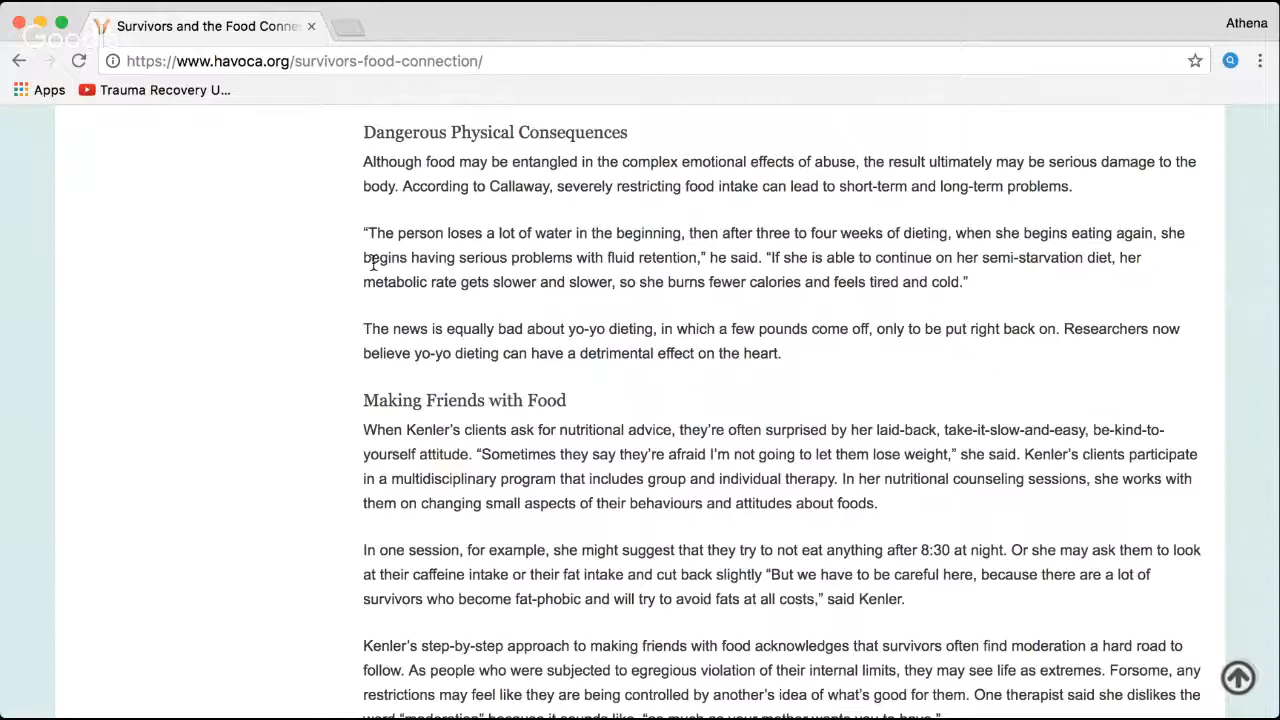 Survivors and the Food Conne
Athena
https://www.havoca.org/survivors-food-connection/
Apps
Trauma Recovery U...
Dangerous Physical Consequences
Although food may be entangled in the complex emotional effects of abuse, the result ultimately may be serious damage to the
body. According to Callaway, severely restricting food intake can lead to short-term and long-term problems.
“The person loses a lot of water in the beginning, then after three to four weeks of dieting, when she begins eating again, she
begins having serious problems with fluid retention,” he said. “If she is able to continue on her semi-starvation diet, her
metabolic rate gets slower and slower, so she burns fewer calories and feels tired and cold.”
The news is equally bad about yo-yo dieting, in which a few pounds come off, only to be put right back on. Researchers now
believe yo-yo dieting can have a detrimental effect on the heart.
Making Friends with Food
When Kenler’s clients ask for nutritional advice, they’re often surprised by her laid-back, take-it-slow-and-easy, be-kind-to-
yourself attitude. “Sometimes they say they’re afraid I’m not going to let them lose weight,” she said. Kenler’s clients participate
in a multidisciplinary program that includes group and individual therapy. In her nutritional counseling sessions, she works with
them on changing small aspects of their behaviours and attitudes about foods.
In one session, for example, she might suggest that they try to not eat anything after 8:30 at night. Or she may ask them to look
at their caffeine intake or their fat intake and cut back slightly “But we have to be careful here, because there are a lot of
survivors who become fat-phobic and will try to avoid fats at all costs,” said Kenler.
Kenler’s step-by-step approach to making friends with food acknowledges that survivors often find moderation a hard road to
follow. As people who were subjected to egregious violation of their internal limits, they may see life as extremes. Forsome, any
restrictions may feel like they are being controlled by another’s idea of what’s good for them. One therapist said she dislikes the
word “moderation” because it sounds like, “as much as your mother wants you to have.”